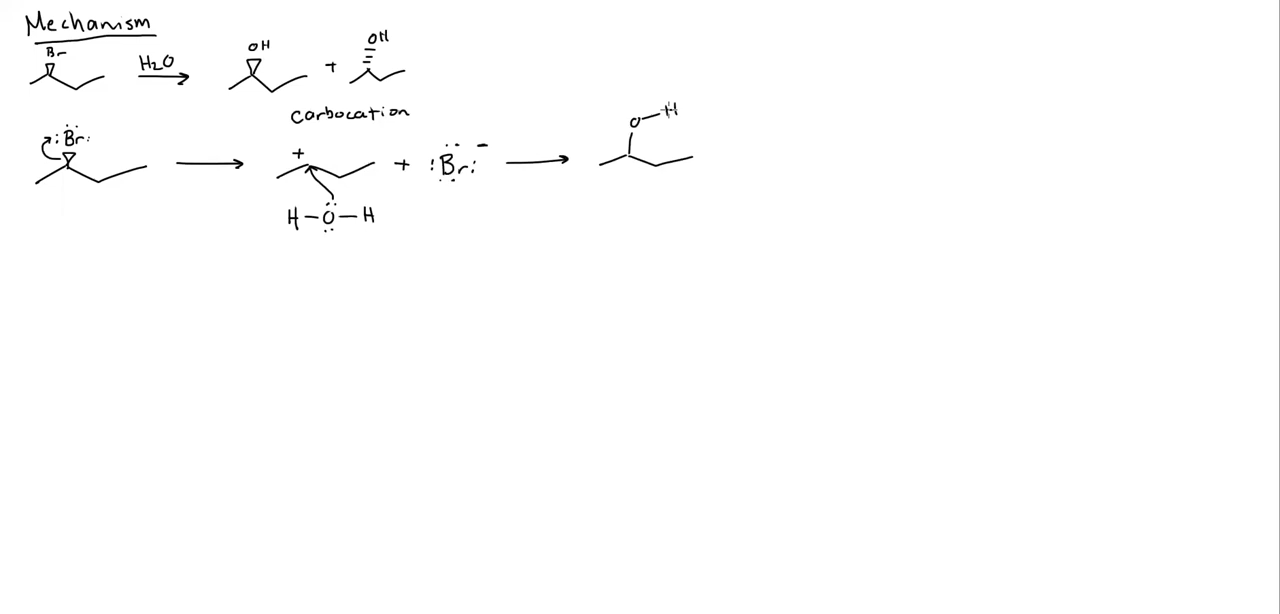 Mechanism
Br H₂O OH + OH
carbocation
:Br: + + :Br: - O-H
H-O-H